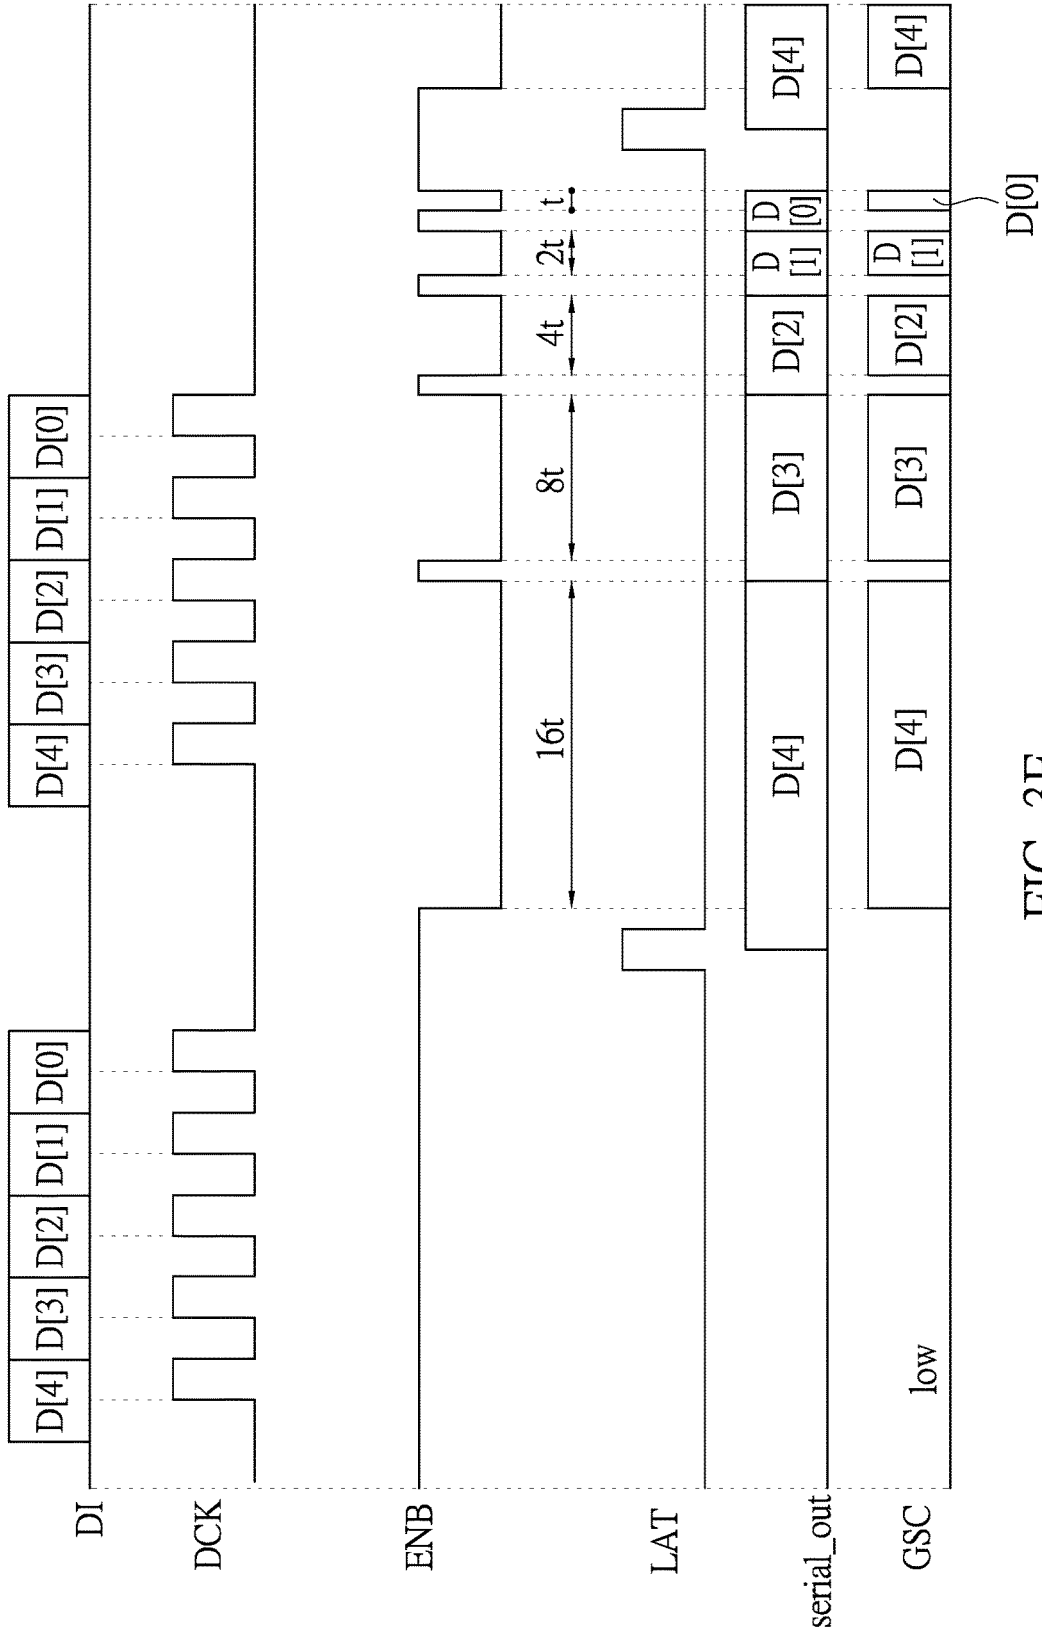 DI
D[4] D[3] D[2] D[1] D[0]
D[4] D[3] D[2] D[1] D[0]
DCK
ENB
16t 8t 4t 2t t
LAT
serial_out
D[4] D[3] D[2] D
[1] D
[0] D[4]
GSC
low D[4] D[3] D[2] D
[1] D[4]
D[0]